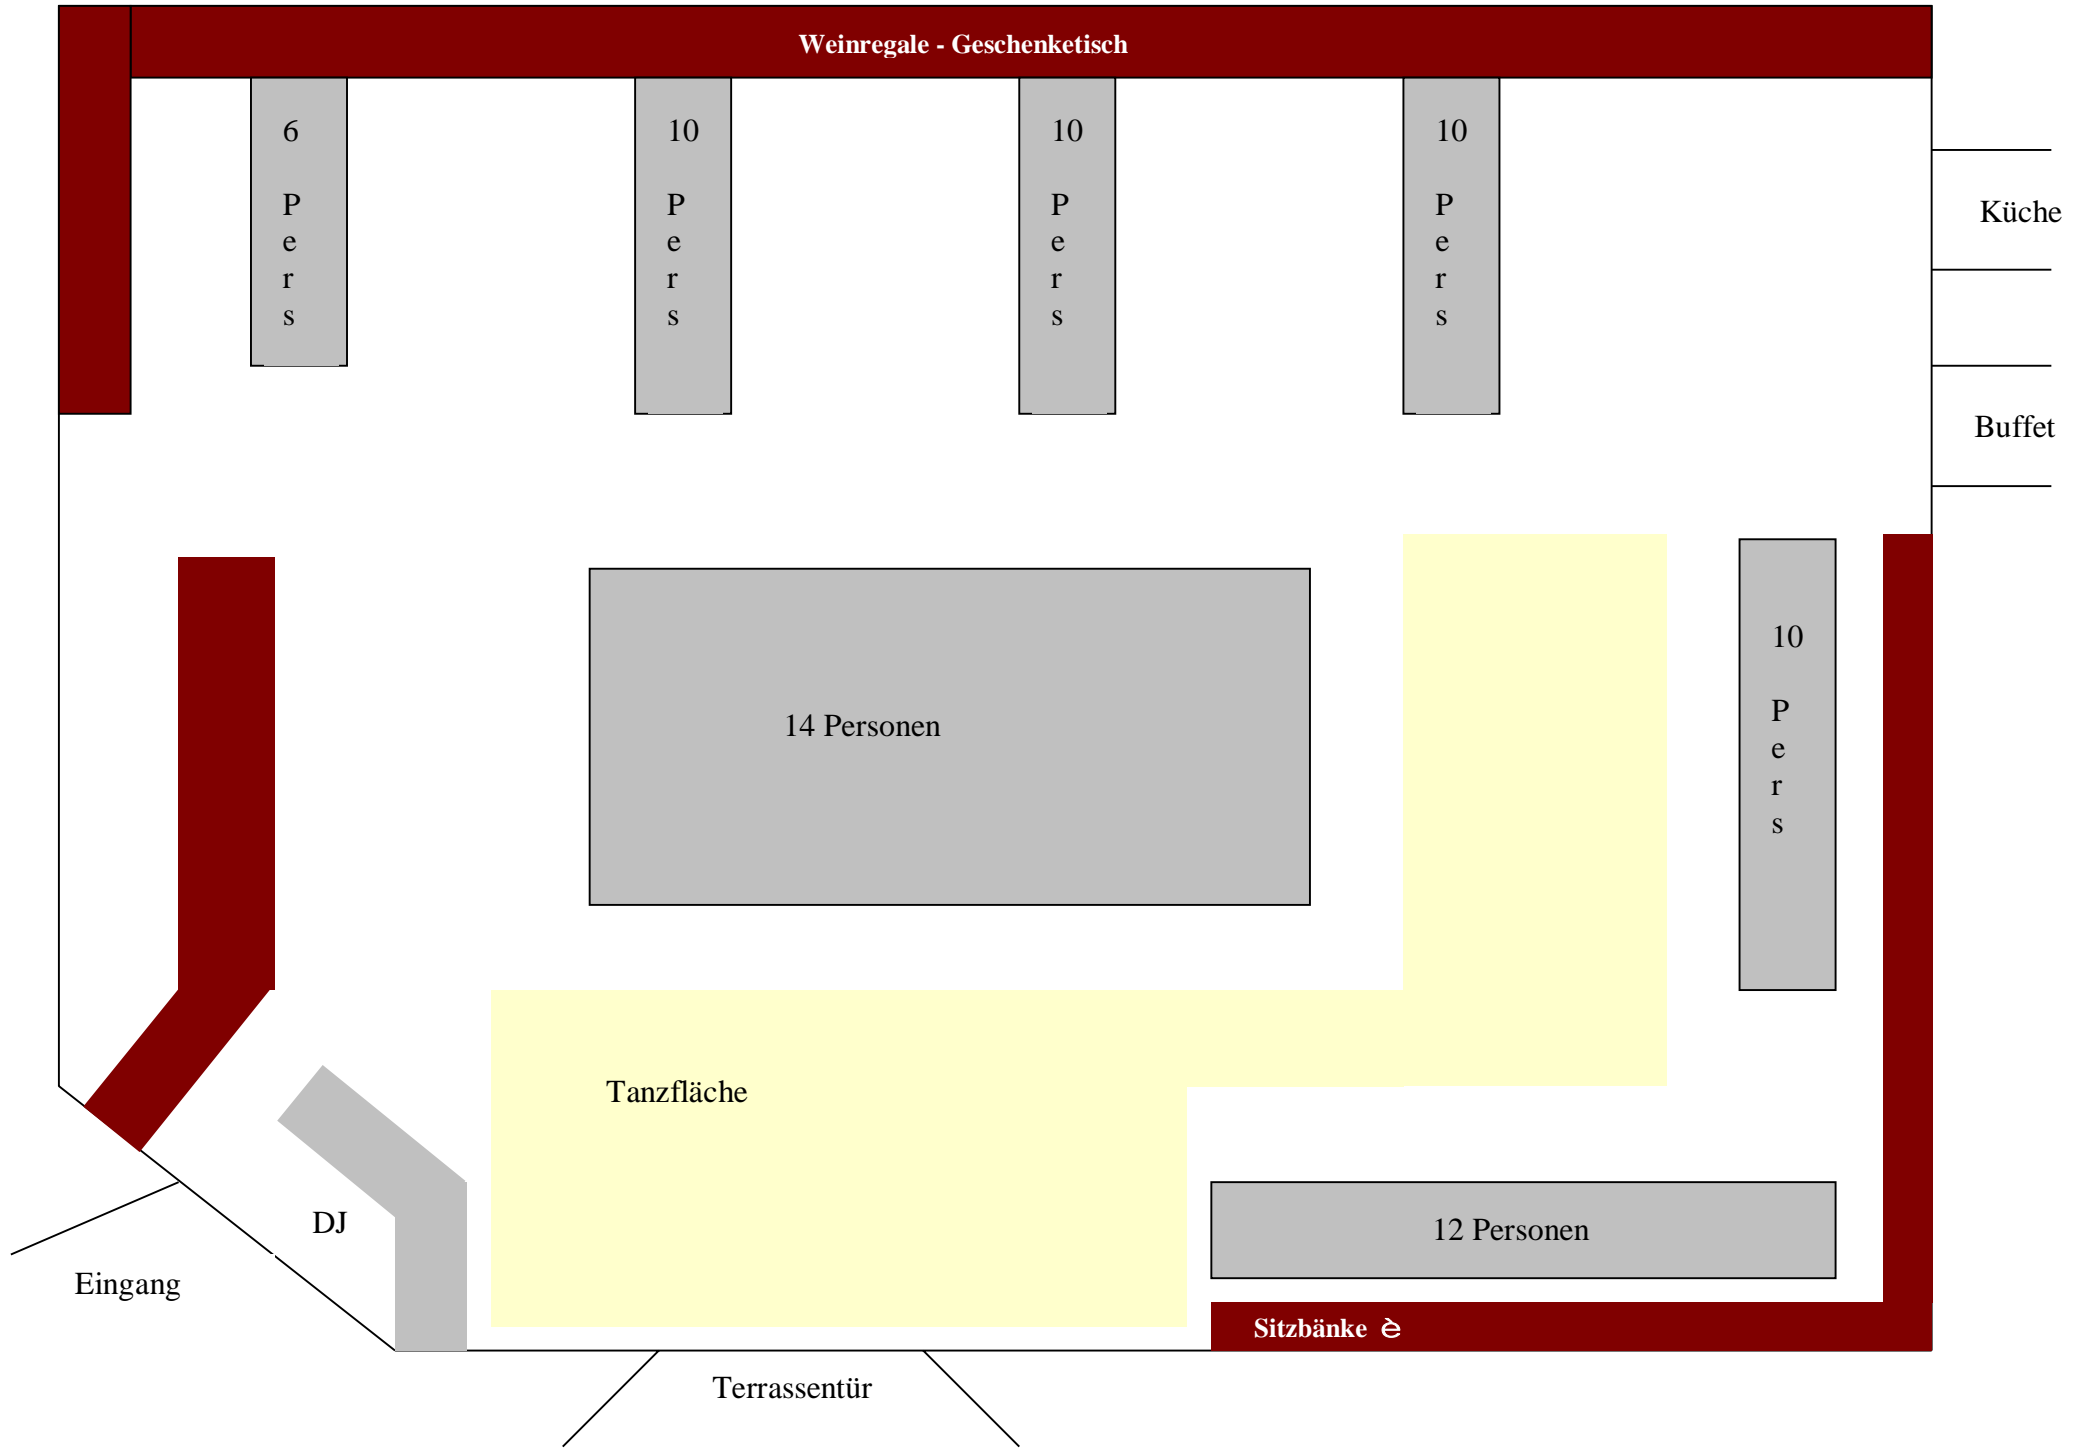 Weinregale - Geschenketisch
6
P
e
r
s
10
P
e
r
s
10
P
e
r
s
10
P
e
r
s
Küche
Buffet
14 Personen
10
P
e
r
s
Tanzfläche
DJ
12 Personen
Eingang
Sitzbänke è
Terrassentür